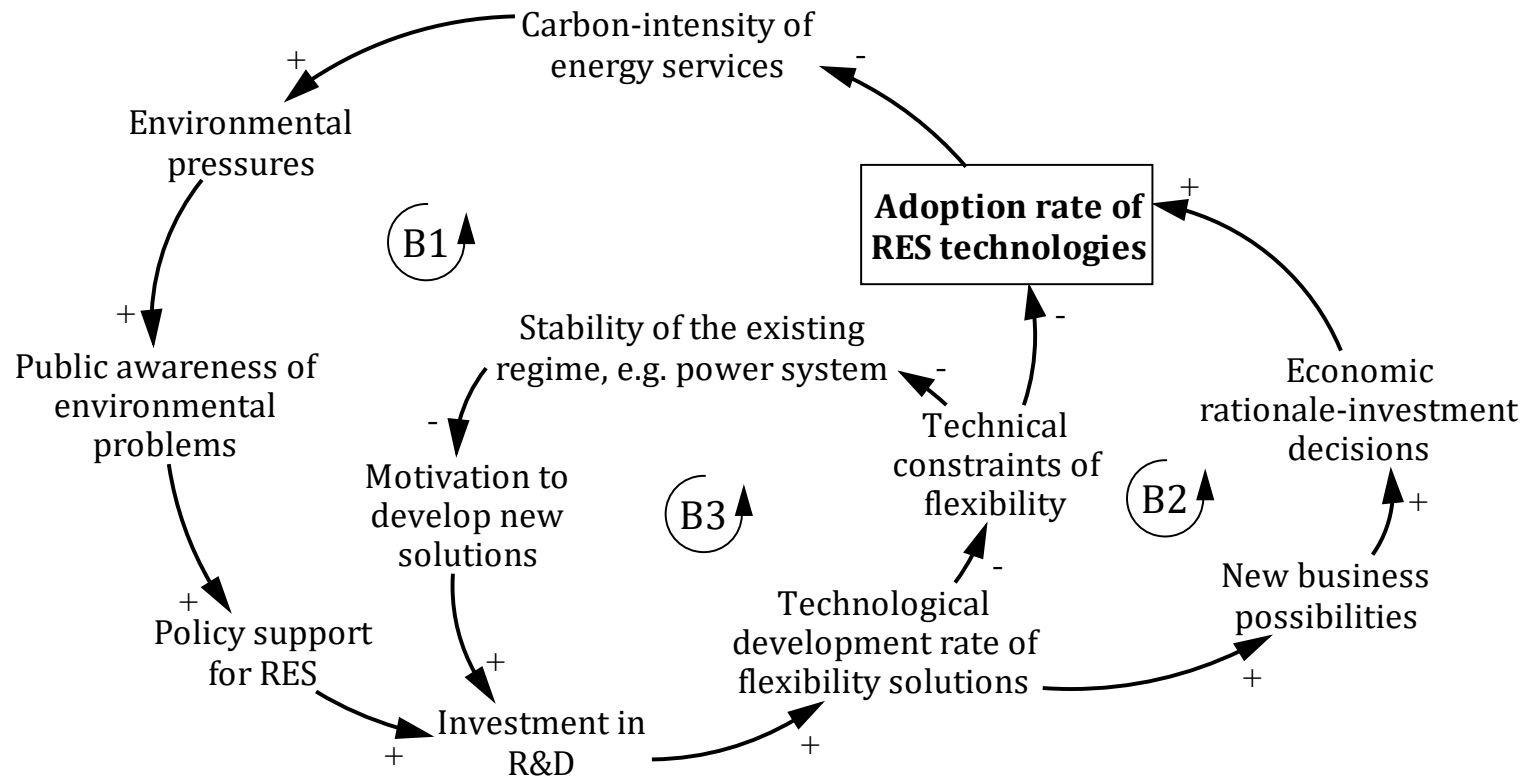 Carbon-intensity of
energy services
+
-
Environmental
pressures
Adoption rate of
RES technologies
+
B1
+
-
Stability of the existing
regime, e.g. power system
-
Public awareness of
environmental
problems
Economic
rationale-investment
decisions
-
Technical
constraints of
flexibility
Motivation to
develop new
solutions
B3
B2
+
-
New business
possibilities
+
Policy support
for RES
Technological
development rate of
flexibility solutions
+
+
Investment in
R&D
+
+